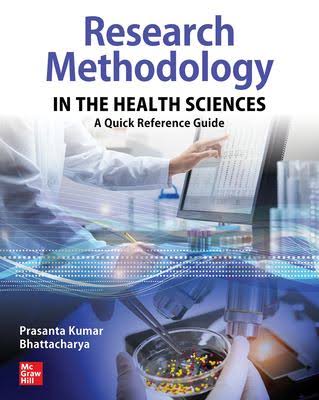 Research
Methodology
IN THE HEALTH SCIENCES
A Quick Reference Guide
Prasanta Kumar
Bhattacharya
Mc
Graw
Hill